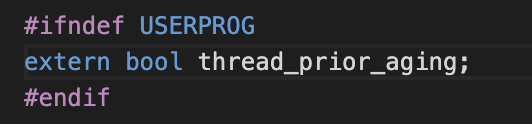 #ifndef USERPROG
extern bool thread_prior_aging;
#endif